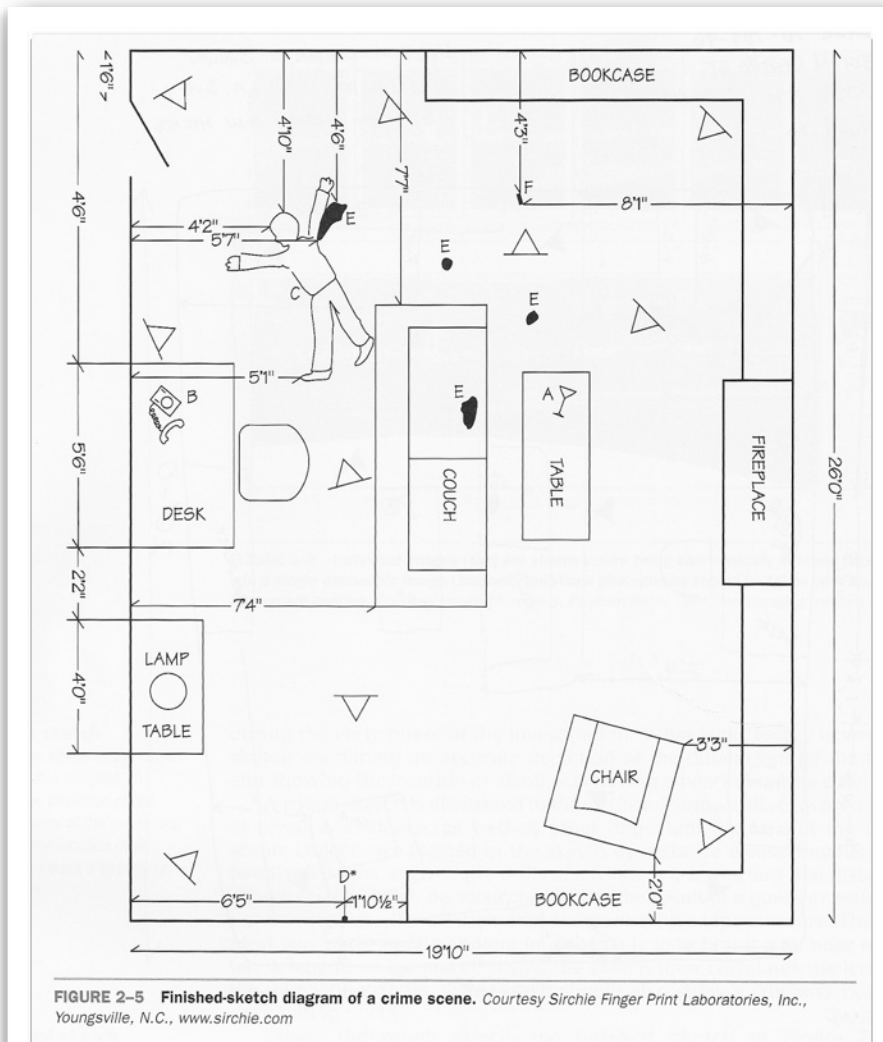 BOOKCASE
1'6"
4'10"
4'6"
4'3"
7'7"
4'6"
F
8'1"
4'2"
E
5'7"
E
C
E
26'0"
5'1"
B
A
E
5'6"
COUCH
TABLE
FIREPLACE
DESK
2'2"
7'4"
LAMP
4'0"
TABLE
3'3"
CHAIR
D*
2'0"
6'5"
1'10½"
BOOKCASE
19'10"
FIGURE 2–5 Finished-sketch diagram of a crime scene. Courtesy Sirchie Finger Print Laboratories, Inc.,
Youngsville, N.C., www.sirchie.com